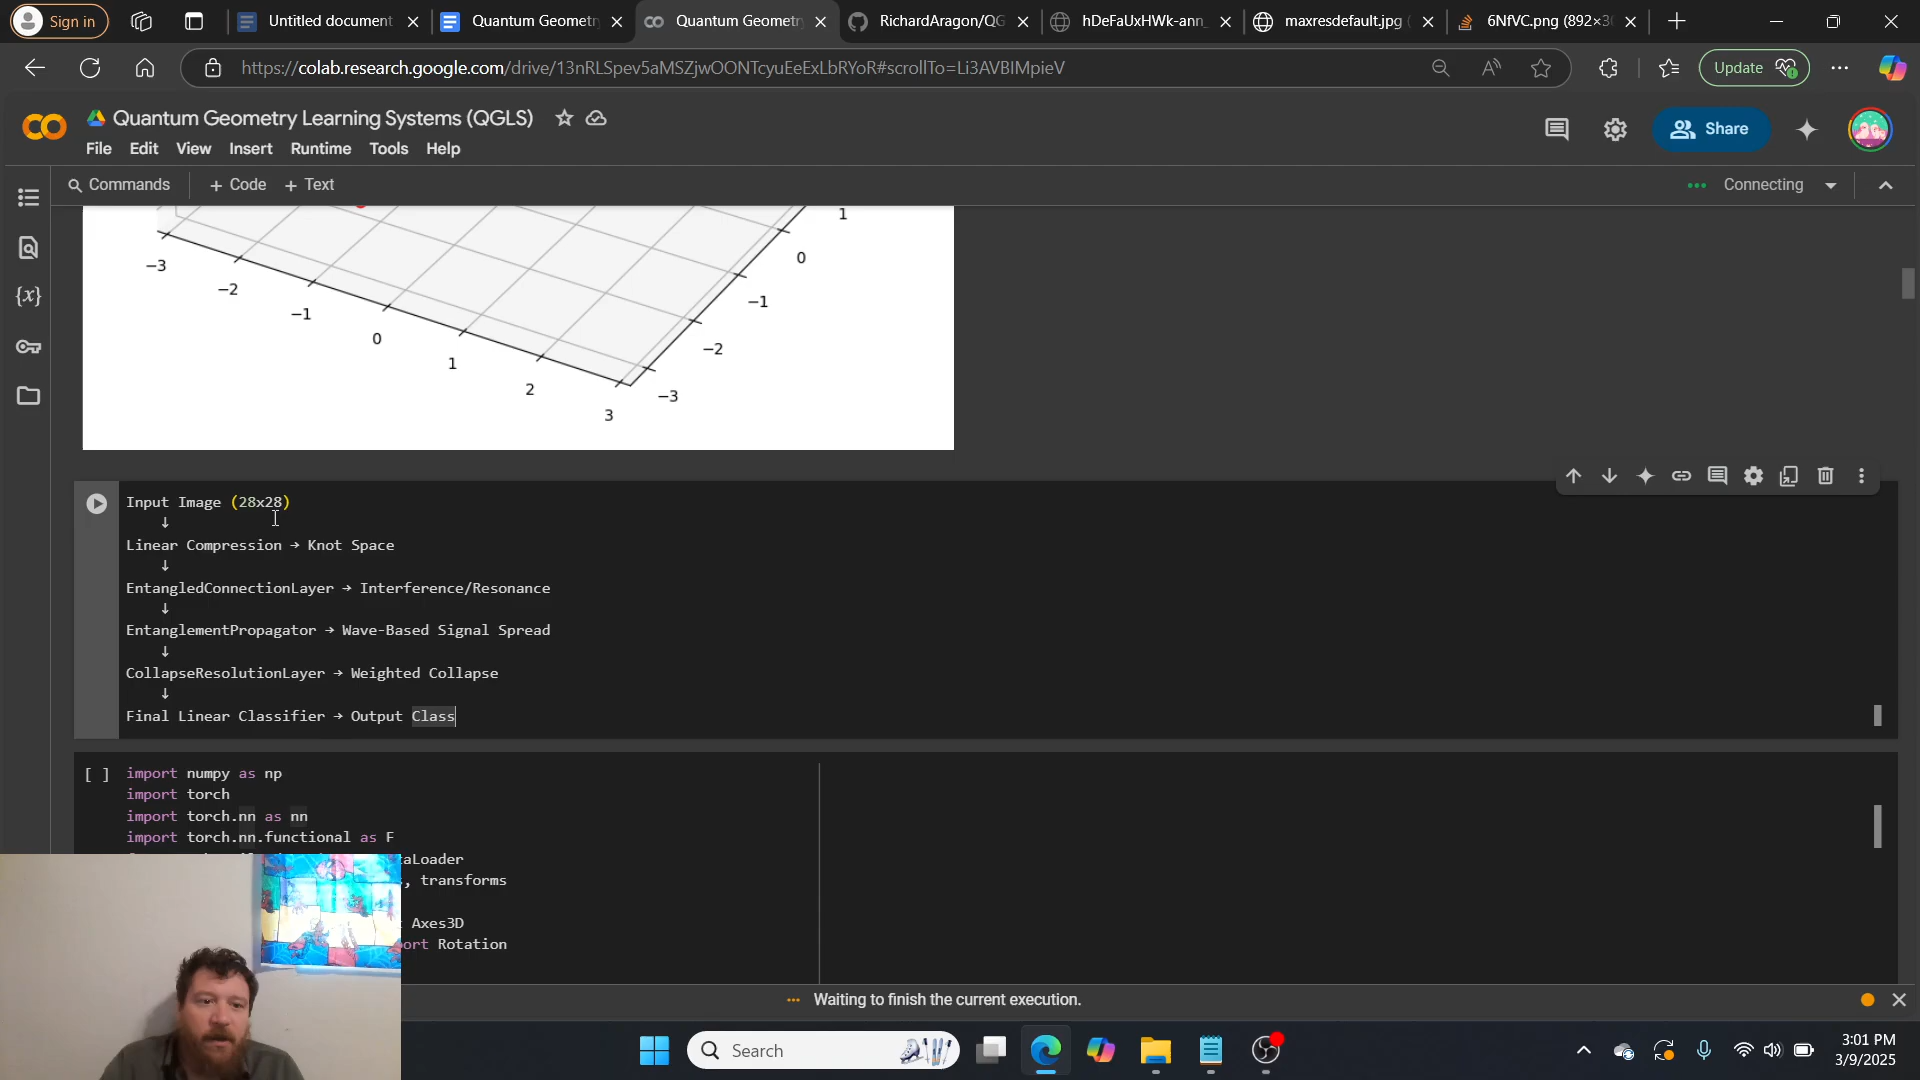 Sign in
Untitled document
Quantum Geometr
Quantum Geometr
RichardAragon/QG
hDeFaUxHWk-ann_
maxresdefault.jpg (
6NfVC.png (892×30
https://colab.research.google.com/drive/13nRLSpev5aMSZjwOONTcyuEeExLbRYoR#scrollTo=Li3AVBIMpieV
Update
Quantum Geometry Learning Systems (QGLS)
File Edit View Insert Runtime Tools Help
Share
Commands + Code + Text
Connecting
1
0
−1
−2
−3
−3
−2
−1
0
1
2
3
Input Image (28x28)
↓
Linear Compression → Knot Space
↓
EntangledConnectionLayer → Interference/Resonance
↓
EntanglementPropagator → Wave-Based Signal Spread
↓
CollapseResolutionLayer → Weighted Collapse
↓
Final Linear Classifier → Output Class
[ ] import numpy as np
import torch
import torch.nn as nn
import torch.nn.functional as F
aLoader
, transforms
Axes3D
ort Rotation
Waiting to finish the current execution.
Search
3:01 PM
3/9/2025